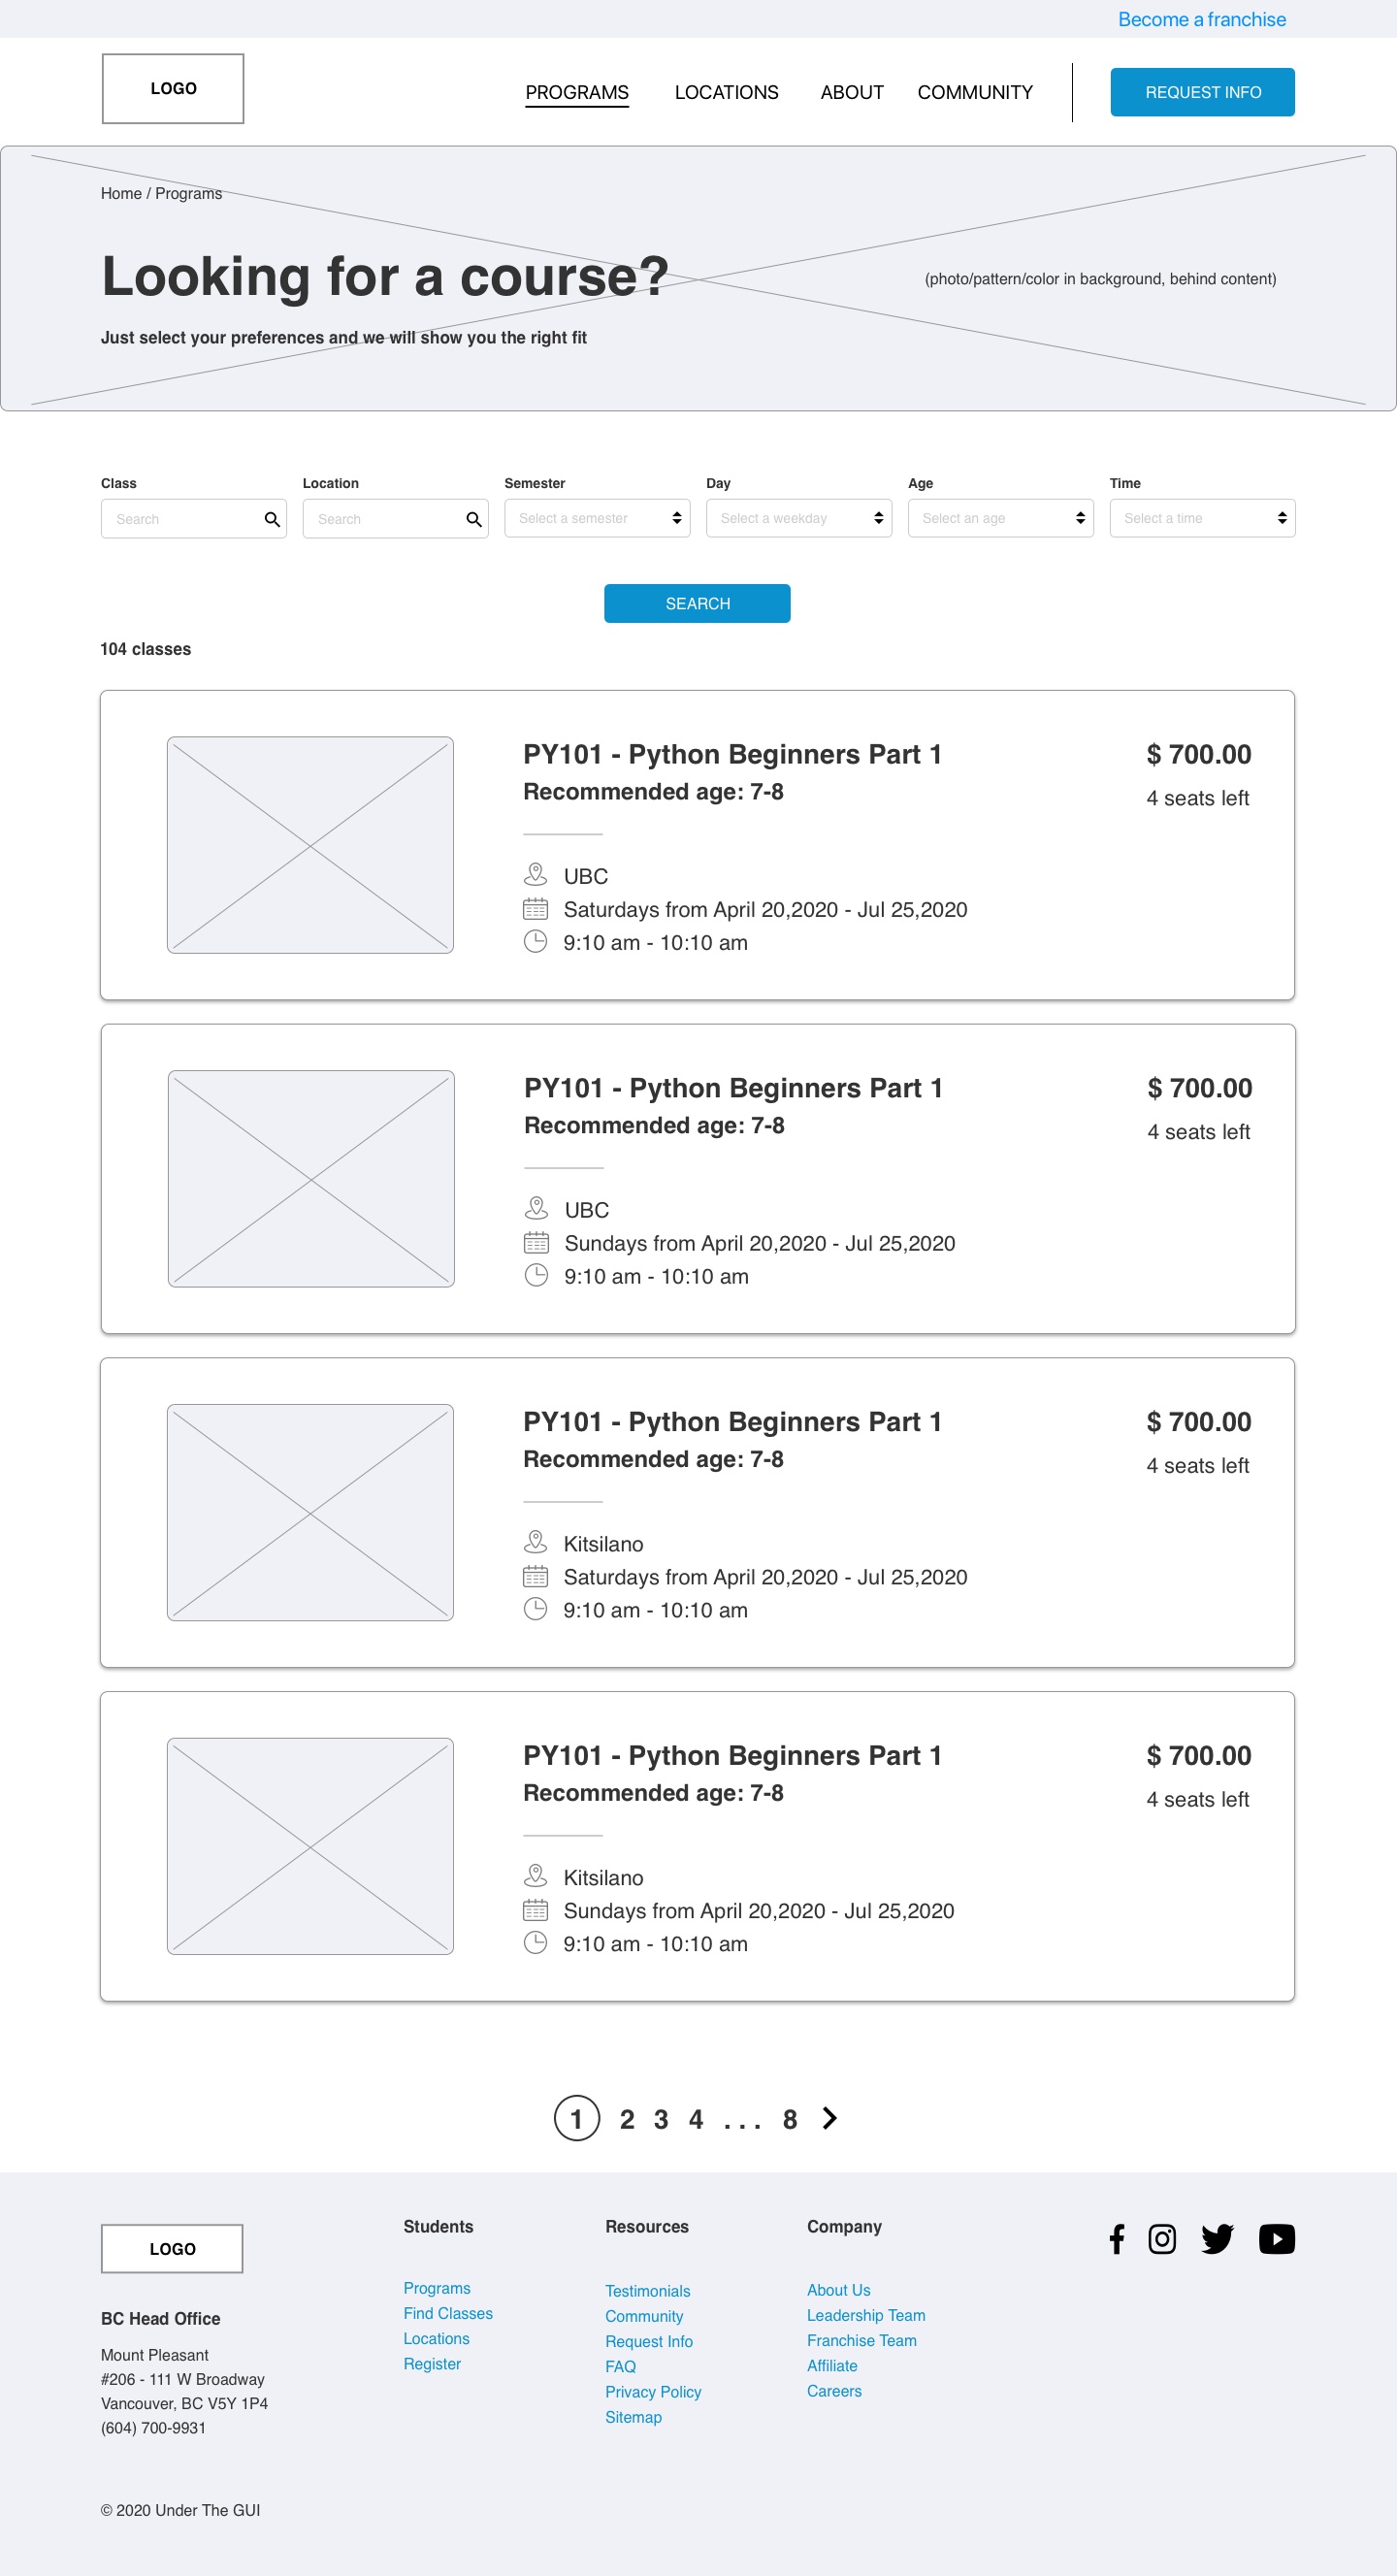 Become a franchise
LOGO
PROGRAMS LOCATIONS ABOUT COMMUNITY REQUEST INFO
Home / Programs
Looking for a course?
(photo/pattern/color in background, behind content)
Just select your preferences and we will show you the right fit
Class Location Semester Day Age Time
Search Search Select a semester Select a weekday Select an age Select a time
SEARCH
104 classes
PY101 - Python Beginners Part 1 $ 700.00
Recommended age: 7-8 4 seats left
UBC
Saturdays from April 20,2020 - Jul 25,2020
9:10 am - 10:10 am
PY101 - Python Beginners Part 1 $ 700.00
Recommended age: 7-8 4 seats left
UBC
Sundays from April 20,2020 - Jul 25,2020
9:10 am - 10:10 am
PY101 - Python Beginners Part 1 $ 700.00
Recommended age: 7-8 4 seats left
Kitsilano
Saturdays from April 20,2020 - Jul 25,2020
9:10 am - 10:10 am
PY101 - Python Beginners Part 1 $ 700.00
Recommended age: 7-8 4 seats left
Kitsilano
Sundays from April 20,2020 - Jul 25,2020
9:10 am - 10:10 am
1 2 3 4 . . . 8
LOGO
BC Head Office
Mount Pleasant
#206 - 111 W Broadway
Vancouver, BC V5Y 1P4
(604) 700-9931
Students
Programs
Find Classes
Locations
Register
Resources
Testimonials
Community
Request Info
FAQ
Privacy Policy
Sitemap
Company
About Us
Leadership Team
Franchise Team
Affiliate
Careers
© 2020 Under The GUI